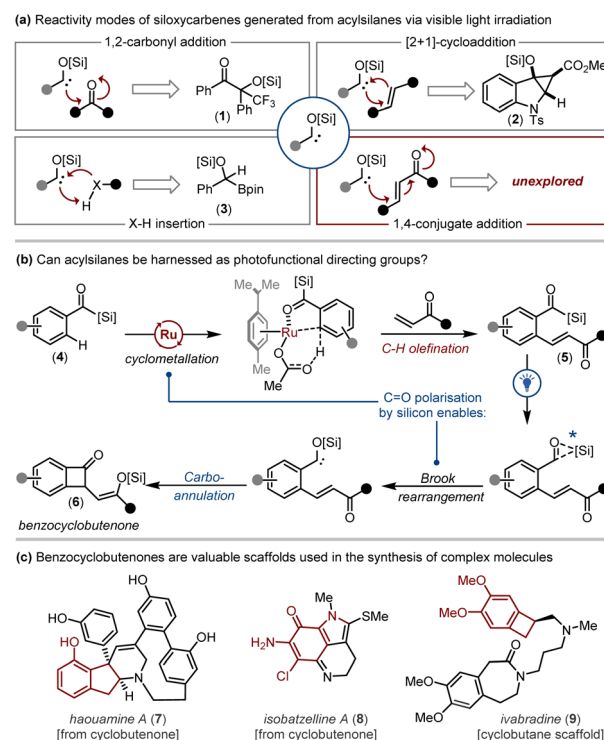 (a) Reactivity modes of siloxycarbenes generated from acylsilanes via visible light irradiation
1,2-carbonyl addition
O[Si]
O
Ph
O
O[Si]
Ph
CF3
(1)
[2+1]-cycloaddition
O[Si]
[Si]O
CO2Me
H
N
Ts
(2)
O[Si]
O[Si]
X
H
[Si]O
H
Ph
Bpin
(3)
X-H insertion
O[Si]
O
unexplored
1,4-conjugate addition
(b) Can acylsilanes be harnessed as photofunctional directing groups?
O
[Si]
H
(4)
Ru
cyclometallation
Me
Me
[Si]
O
Ru
O
H
O
Me
Me
O
C-H olefination
O
[Si]
O
(5)
C=O polarisation
by silicon enables:
O
O[Si]
(6)
benzocyclobutenone
Carbo-
annulation
O[Si]
O
Brook
rearrangement
*
O
[Si]
O
(c) Benzocyclobutenones are valuable scaffolds used in the synthesis of complex molecules
HO
HO
HO
OH
H
N
haouamine A (7)
[from cyclobutenone]
Me
O
N
SMe
H2N
Cl
N
isobatzelline A (8)
[from cyclobutenone]
MeO
MeO
N
Me
O
N
MeO
MeO
ivabradine (9)
[cyclobutane scaffold]